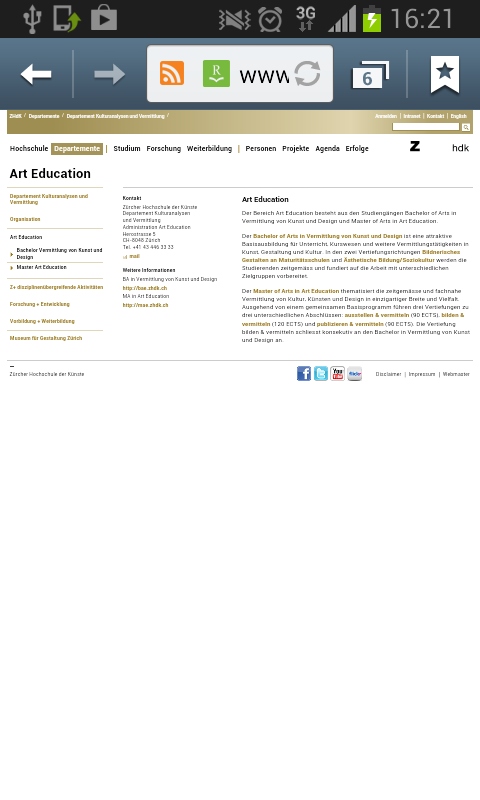 3G
16:21
R
www
6
ZHdK / Departemente / Departement Kulturanalysen und Vermittlung /
Anmelden | Intranet | Kontakt | English
Hochschule Departemente | Studium Forschung Weiterbildung | Personen Projekte Agenda Erfolge
z hdk
Art Education
Departement Kulturanalysen und
Vermittlung
Organisation
Art Education
Bachelor Vermittlung von Kunst und
Design
Master Art Education
Z+ disziplinenübergreifende Aktivitäten
Forschung + Entwicklung
Vorbildung + Weiterbildung
Museum für Gestaltung Zürich
Kontakt
Zürcher Hochschule der Künste
Departement Kulturanalysen
und Vermittlung
Administration Art Education
Herostrasse 5
CH-8048 Zürich
Tel. +41 43 446 33 33
mail
Weitere Informationen
BA in Vermittlung von Kunst und Design
http://bae.zhdk.ch
MA in Art Education
http://mae.zhdk.ch
Art Education
Der Bereich Art Education besteht aus den Studiengängen Bachelor of Arts in
Vermittlung von Kunst und Design und Master of Arts in Art Education.
Der Bachelor of Arts in Vermittlung von Kunst und Design ist eine attraktive
Basisausbildung für Unterricht, Kurswesen und weitere Vermittlungstätigkeiten in
Kunst, Gestaltung und Kultur. In den zwei Vertiefungsrichtungen Bildnerisches
Gestalten an Maturitätsschulen und Ästhetische Bildung/Soziokultur werden die
Studierenden zeitgemäss und fundiert auf die Arbeit mit unterschiedlichen
Zielgruppen vorbereitet.
Der Master of Arts in Art Education thematisiert die zeitgemässe und fachnahe
Vermittlung von Kultur, Künsten und Design in einzigartiger Breite und Vielfalt.
Ausgehend von einem gemeinsamen Basisprogramm führen drei Vertiefungen zu
drei unterschiedlichen Abschlüssen: ausstellen & vermitteln (90 ECTS), bilden &
vermitteln (120 ECTS) und publizieren & vermitteln (90 ECTS). Die Vertiefung
bilden & vermitteln schliesst konsekutiv an den Bachelor in Vermittlung von Kunst
und Design an.
Zürcher Hochschule der Künste
f
You Tube
flickr
Disclaimer | Impressum | Webmaster